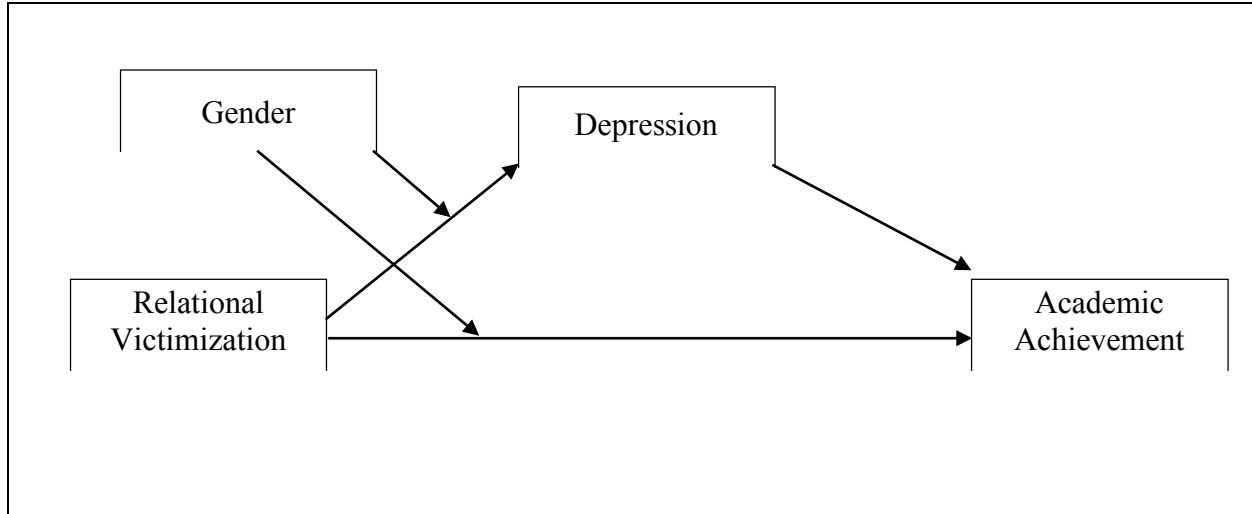 Gender
Depression
Relational
Victimization
Academic
Achievement